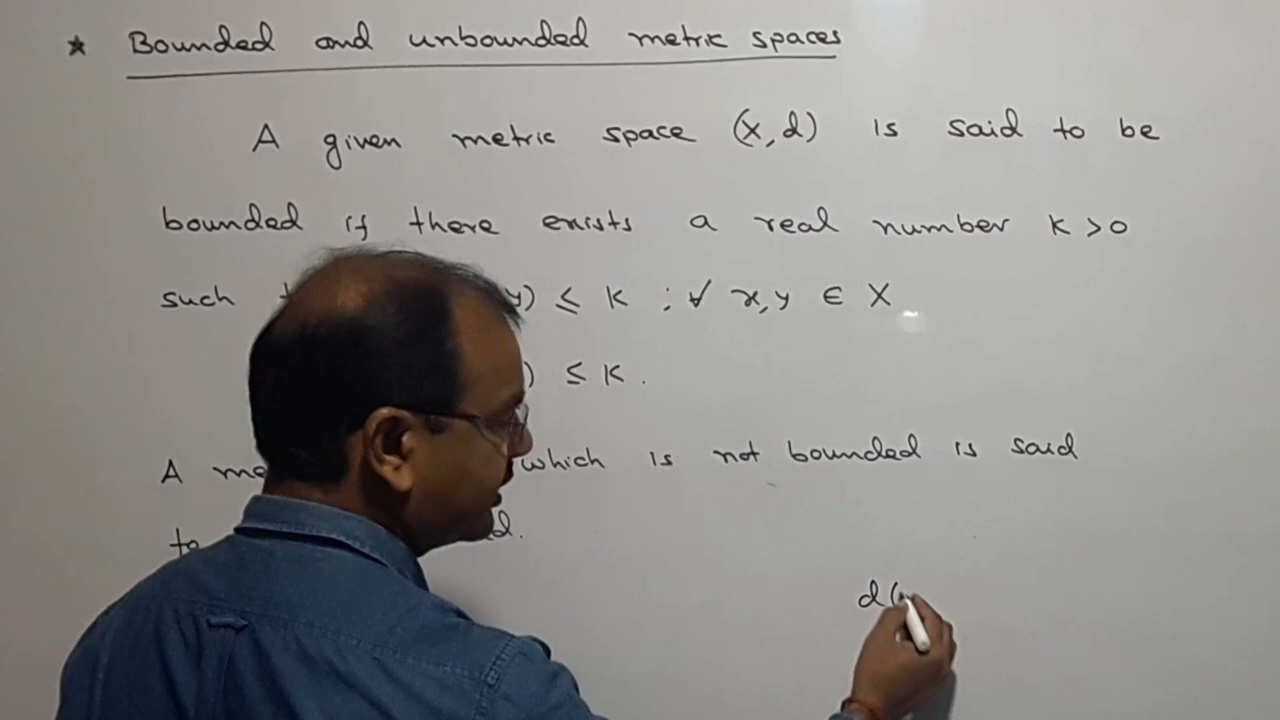 ★ Bounded and unbounded metric spaces
A given metric space (X, d) is said to be
bounded if there exists a real number K > 0
such y) ≤ K ; ∀ x, y ∈ X
) ≤ K .
A which is not bounded is said
to d.
d(